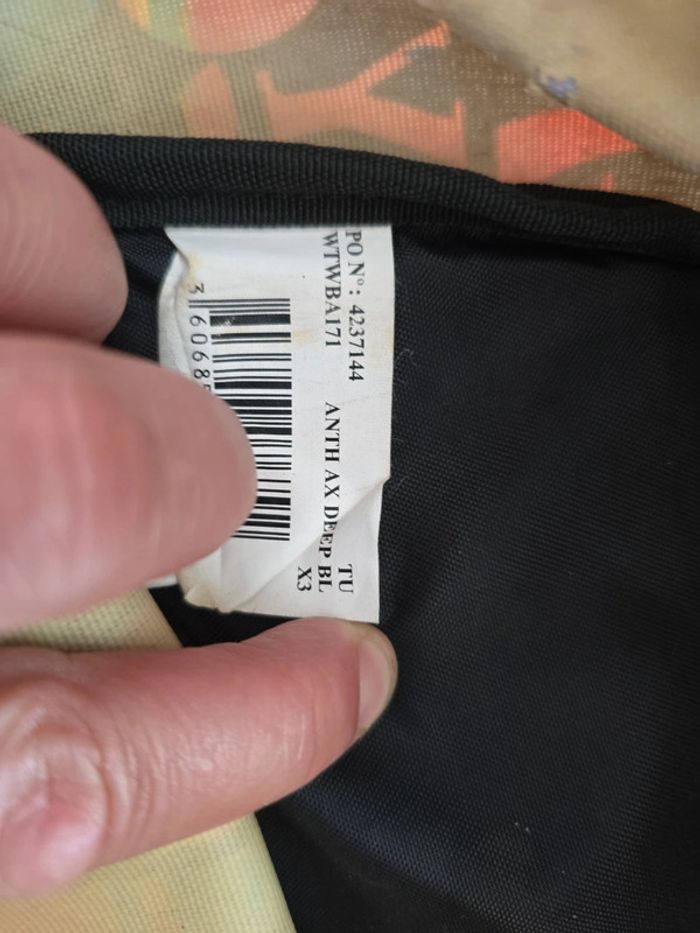 PO N°: 4237144 TU
WTWBA171 ANTH AX DEEP BL X3
3 6068